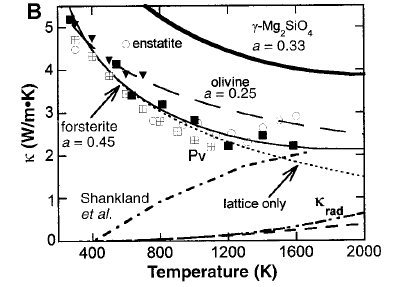 B
γ-Mg2SiO4
a = 0.33
enstatite
olivine
a = 0.25
forsterite
a = 0.45
Pv
Shankland
et al.
lattice only
κrad
κ (W/m•K)
6
5
4
3
2
1
0
400
800
1200
1600
2000
Temperature (K)